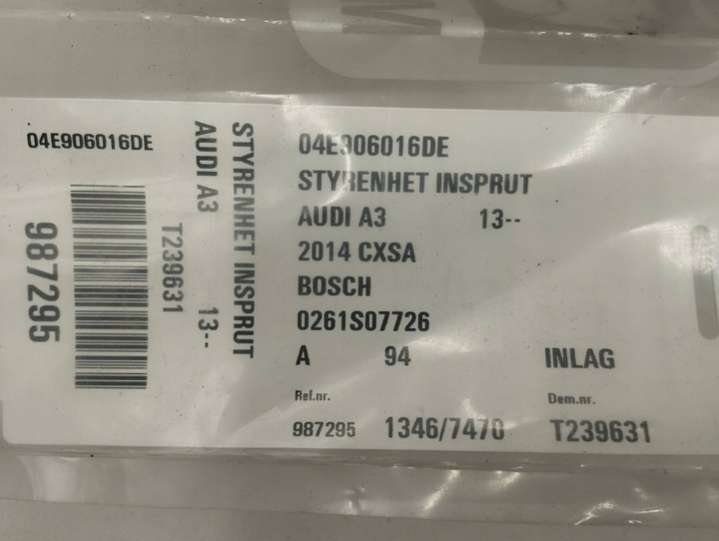 04E906016DE
987295
T239631
AUDI A3 13--
STYRENHET INSPRUT
04E906016DE
STYRENHET INSPRUT
AUDI A3 13--
2014 CXSA
BOSCH
0261S07726
A 94 INLAG
Ref.nr. Dem.nr.
987295 1346/7470 T239631